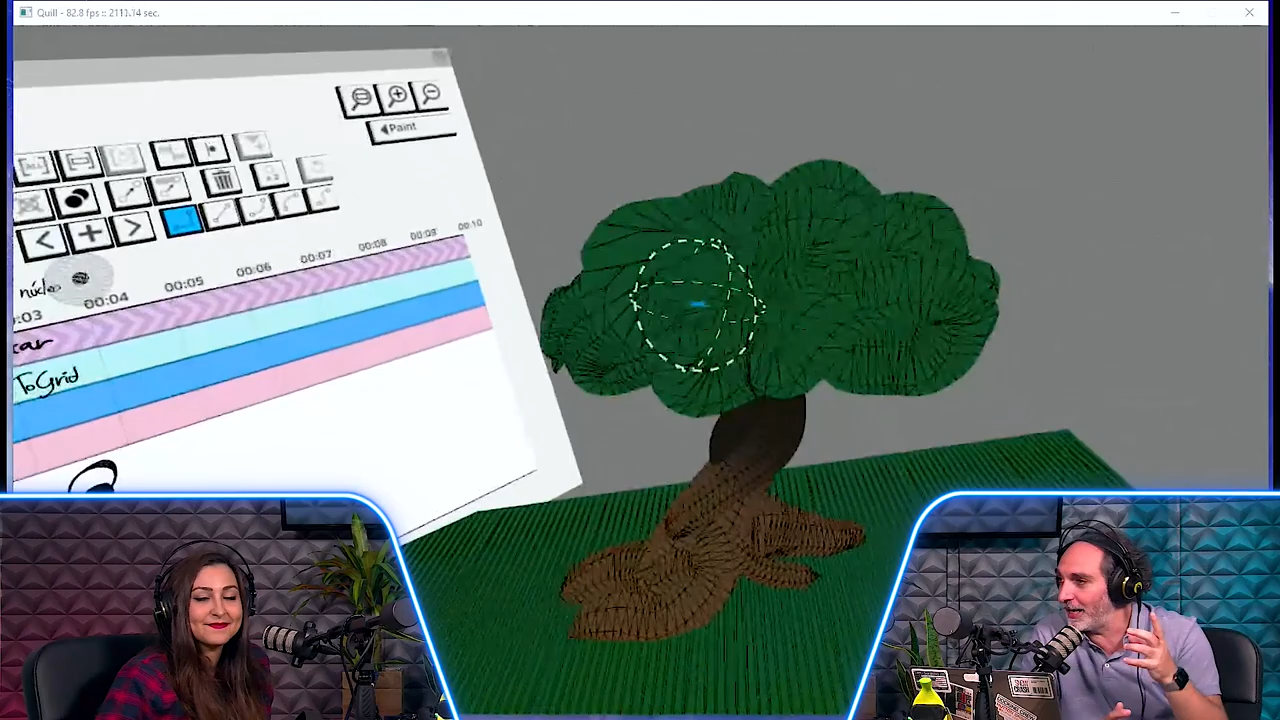 Quill - 82.8 fps :: 2111.14 sec.
Paint
00:10
00:09
00:08
00:07
00:06
00:05
00:04
:03
núcleo
car
ToGrid